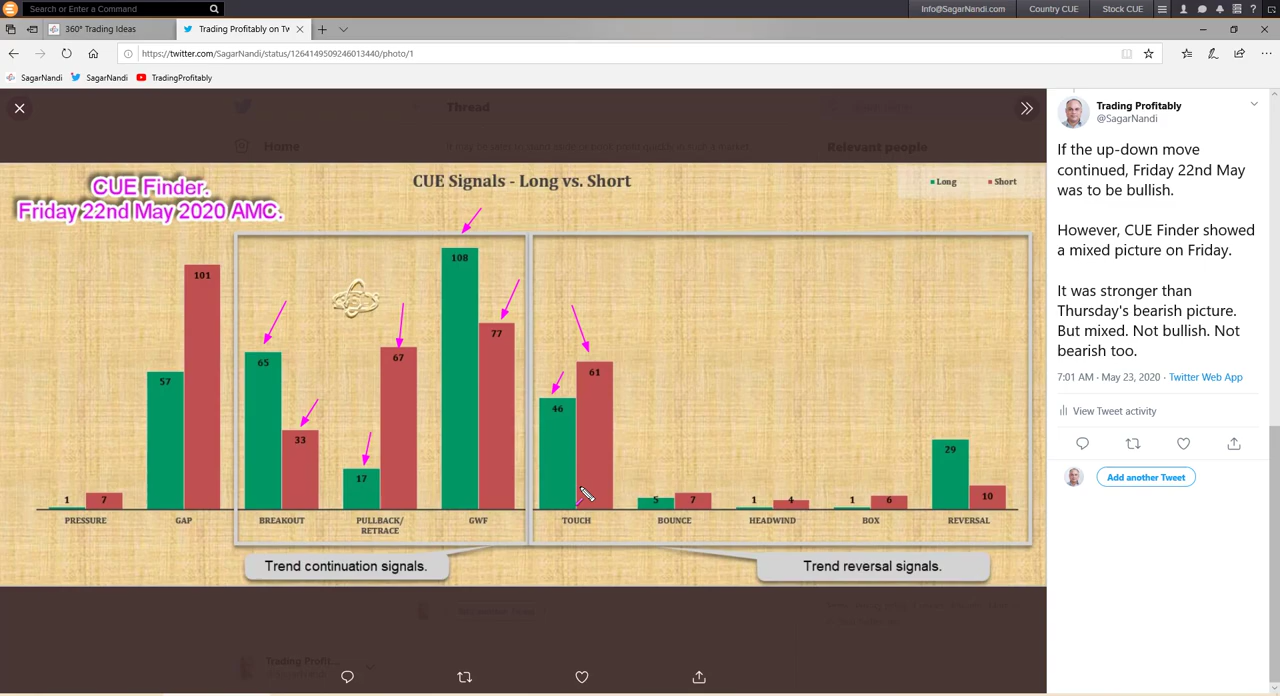 Search or Enter a Command
Info@SagarNandi.com
Country CUE
Stock CUE
360° Trading Ideas
Trading Profitably on Tw
https://twitter.com/SagarNandi/status/1264149509246013440/photo/1
SagarNandi
SagarNandi
TradingProfitably
Thread
Home
Relevant people
CUE Finder.
Friday 22nd May 2020 AMC.
CUE Signals - Long vs. Short
Long
Short
1
7
57
101
65
33
17
67
108
77
46
61
5
7
1
4
1
6
29
10
PRESSURE
GAP
BREAKOUT
PULLBACK/
RETRACE
GWF
TOUCH
BOUNCE
HEADWIND
BOX
REVERSAL
Trend continuation signals.
Trend reversal signals.
Trading Profit...
Trading Profitably
@SagarNandi
If the up-down move
continued, Friday 22nd May
was to be bullish.
However, CUE Finder showed
a mixed picture on Friday.
It was stronger than
Thursday's bearish picture.
But mixed. Not bullish. Not
bearish too.
7:01 AM · May 23, 2020 · Twitter Web App
View Tweet activity
Add another Tweet